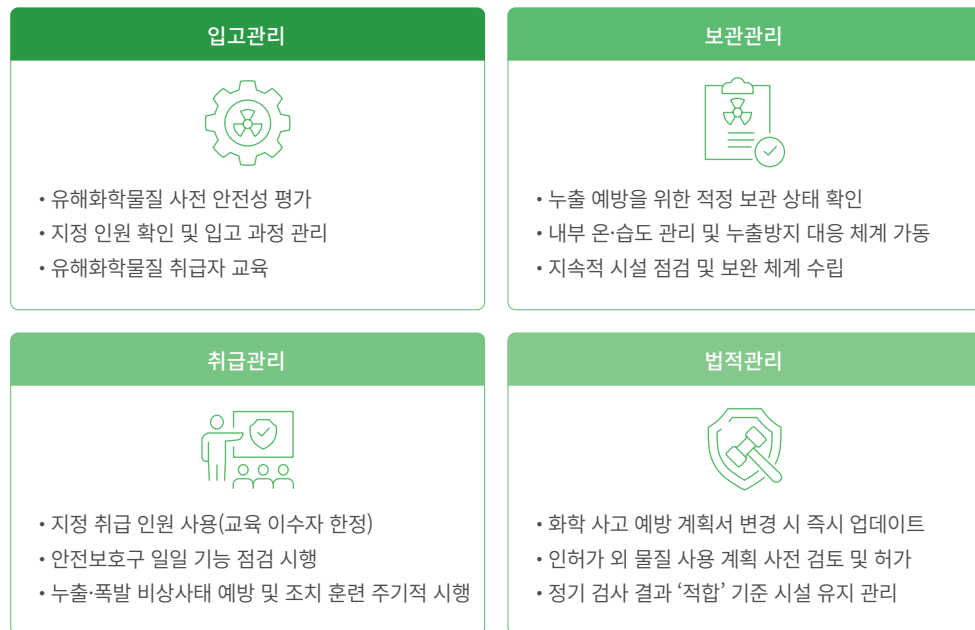 입고관리
• 유해화학물질 사전 안전성 평가
• 지정 인원 확인 및 입고 과정 관리
• 유해화학물질 취급자 교육
보관관리
• 누출 예방을 위한 적정 보관 상태 확인
• 내부 온·습도 관리 및 누출방지 대응 체계 가동
• 지속적 시설 점검 및 보완 체계 수립
취급관리
• 지정 취급 인원 사용(교육 이수자 한정)
• 안전보호구 일일 기능 점검 시행
• 누출·폭발 비상사태 예방 및 조치 훈련 주기적 시행
법적관리
• 화학 사고 예방 계획서 변경 시 즉시 업데이트
• 인허가 외 물질 사용 계획 사전 검토 및 허가
• 정기 검사 결과 ‘적합’ 기준 시설 유지 관리